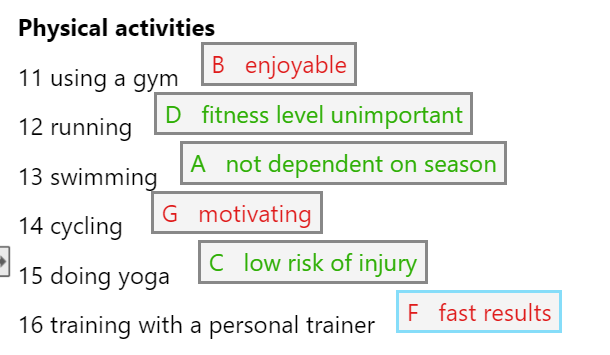 Physical activities
11 using a gym B enjoyable
12 running D fitness level unimportant
13 swimming A not dependent on season
14 cycling G motivating
15 doing yoga C low risk of injury
16 training with a personal trainer F fast results